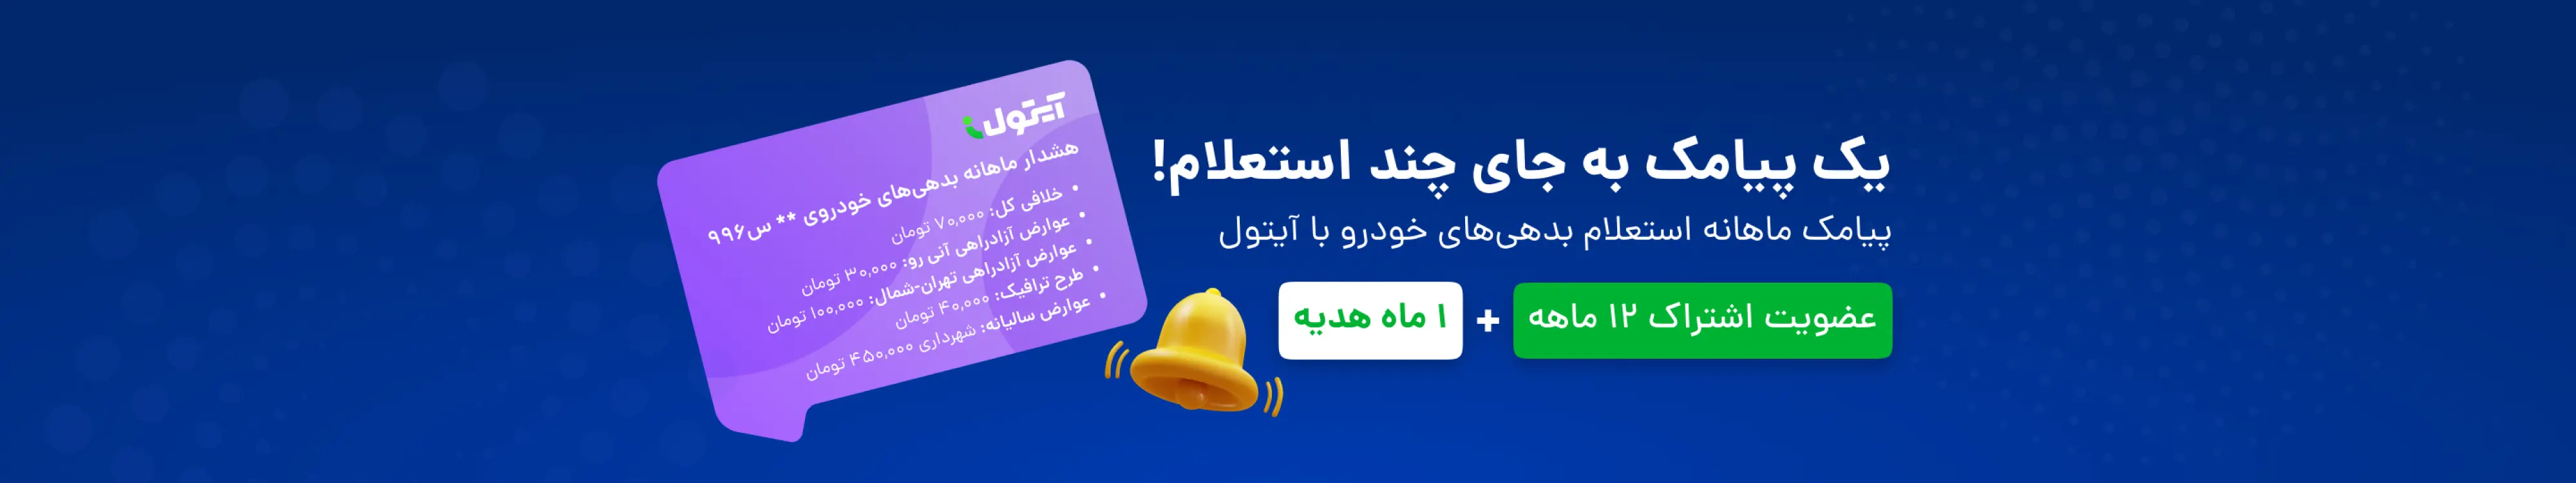 یک پیامک به جای چند استعلام!
پیامک ماهانه استعلام بدهی‌های خودرو با آیتول
عضویت اشتراک ۱۲ ماهه + ۱ ماه هدیه
آیتول
هشدار ماهانه بدهی‌های خودروی ** س۹۹۶
• خلافی کل: ۷۰,۰۰۰ تومان
• عوارض آزادراهی آنی رو: ۳۰,۰۰۰ تومان
• عوارض آزادراهی تهران-شمال: ۱۰۰,۰۰۰ تومان
• طرح ترافیک: ۴۰,۰۰۰ تومان
• عوارض سالیانه: شهرداری ۴۵۰,۰۰۰ تومان